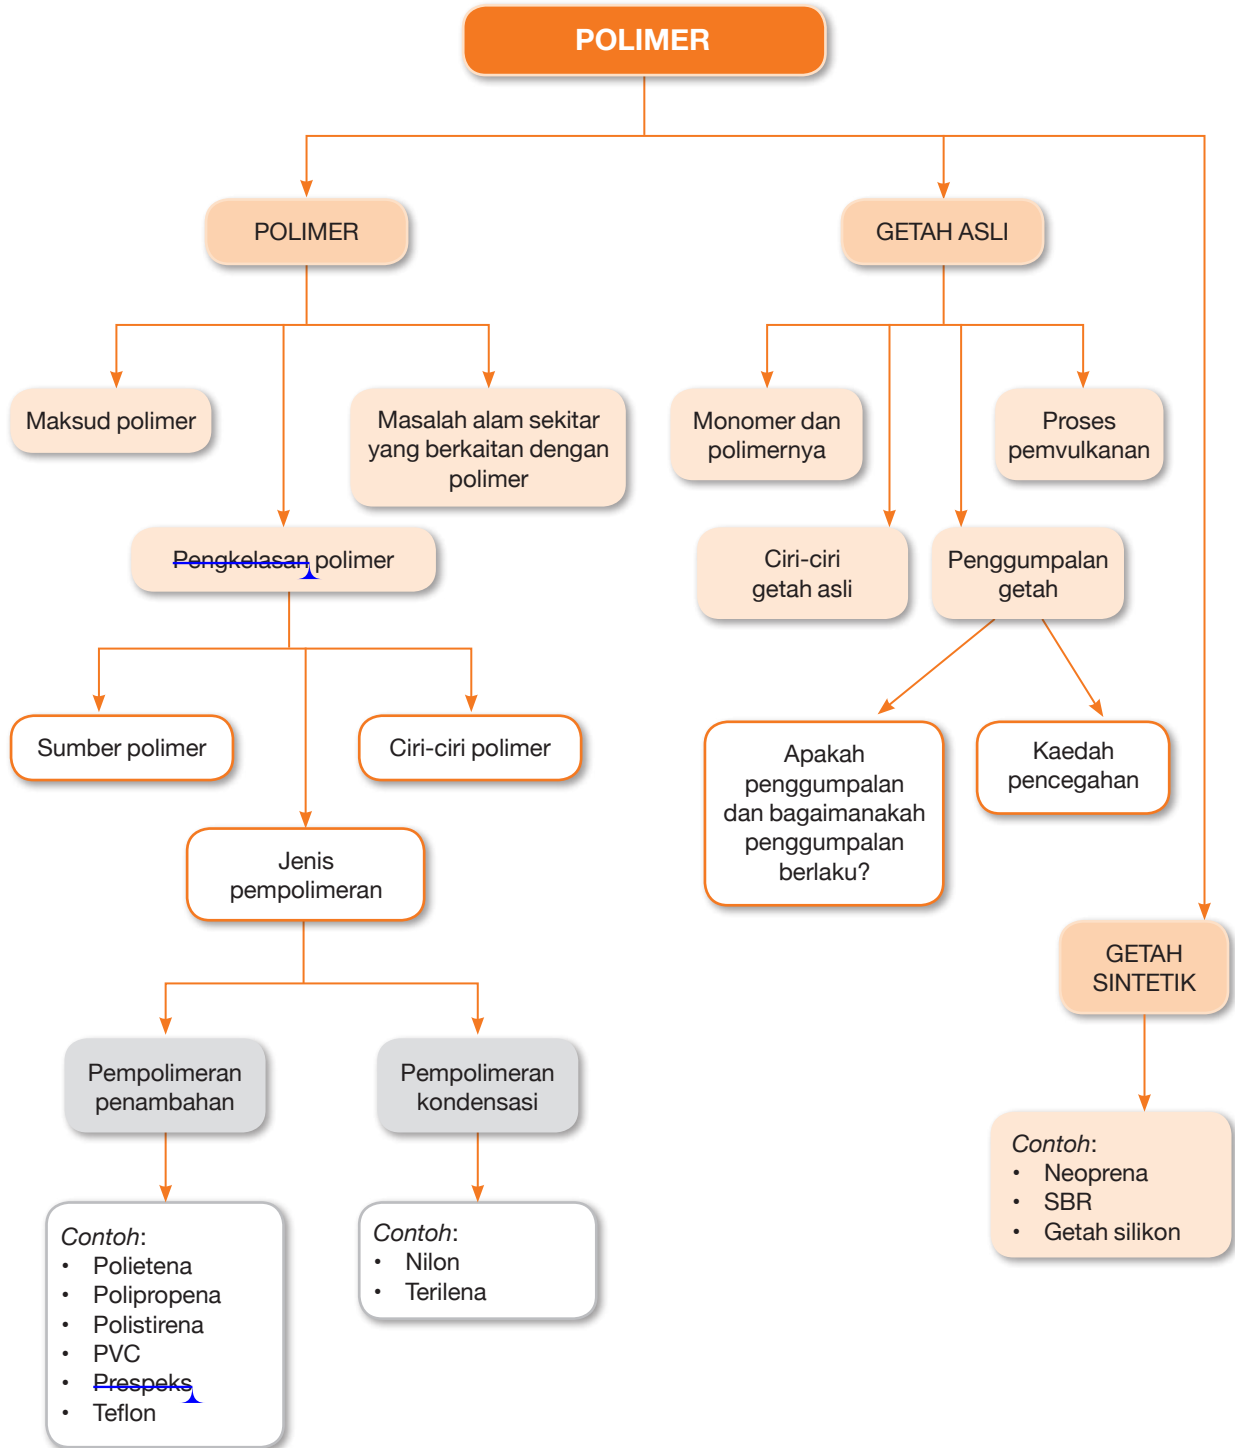 POLIMER
POLIMER
GETAH ASLI
Maksud polimer
Masalah alam sekitar
yang berkaitan dengan
polimer
Pengkelasan polimer
Sumber polimer
Ciri-ciri polimer
Jenis
pempolimeran
Pempolimeran
penambahan
Pempolimeran
kondensasi
Contoh:
• Polietena
• Polipropena
• Polistirena
• PVC
• Prespeks
• Teflon
Contoh:
• Nilon
• Terilena
Monomer dan
polimernya
Proses
pemvulkanan
Ciri-ciri
getah asli
Penggumpalan
getah
Apakah
penggumpalan
dan bagaimanakah
penggumpalan
berlaku?
Kaedah
pencegahan
GETAH
SINTETIK
Contoh:
• Neoprena
• SBR
• Getah silikon